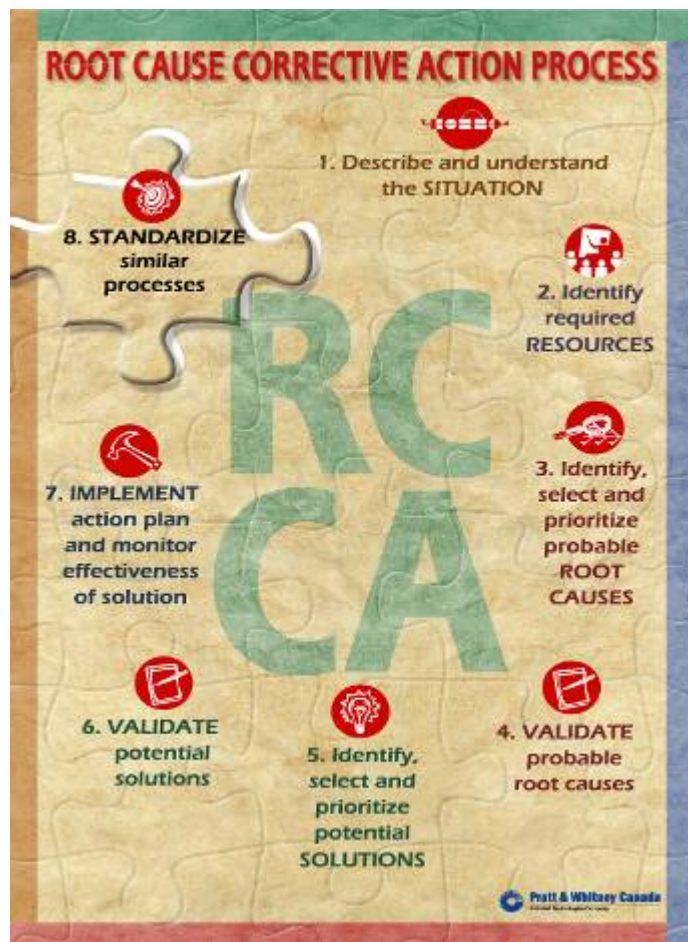 ROOT CAUSE CORRECTIVE ACTION PROCESS
1. Describe and understand
the SITUATION
2. Identify
required
RESOURCES
3. Identify,
select and
prioritize
probable
ROOT
CAUSES
4. VALIDATE
probable
root causes
5. Identify,
select and
prioritize
potential
SOLUTIONS
6. VALIDATE
potential
solutions
7. IMPLEMENT
action plan
and monitor
effectiveness
of solution
8. STANDARDIZE
similar
processes
RC
CA
Pratt & Whitney Canada